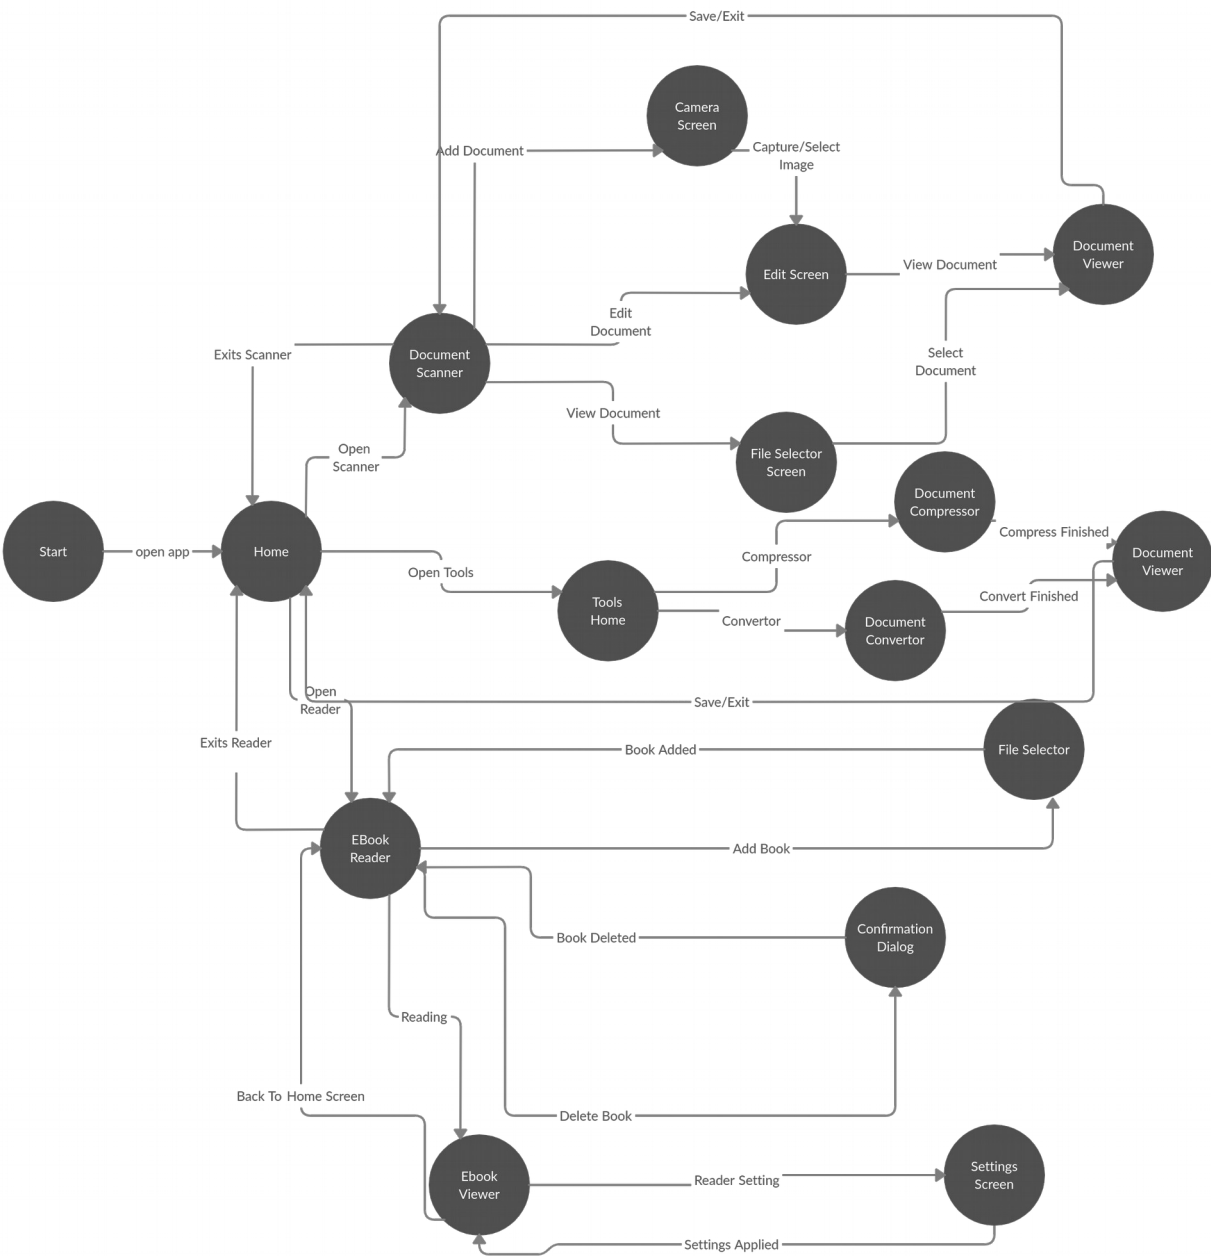 Save/Exit
Camera
Screen
Add Document
Capture/Select
Image
Document
Viewer
Edit Screen
View Document
Edit
Document
Exits Scanner
Document
Scanner
Select
Document
View Document
Open
Scanner
File Selector
Screen
Document
Compressor
Start
open app
Home
Open Tools
Compressor
Compress Finished
Document
Viewer
Tools
Home
Convertor
Document
Convertor
Convert Finished
Open
Reader
Save/Exit
Exits Reader
Book Added
File Selector
EBook
Reader
Add Book
Book Deleted
Confirmation
Dialog
Reading
Back To Home Screen
Delete Book
Ebook
Viewer
Reader Setting
Settings
Screen
Settings Applied